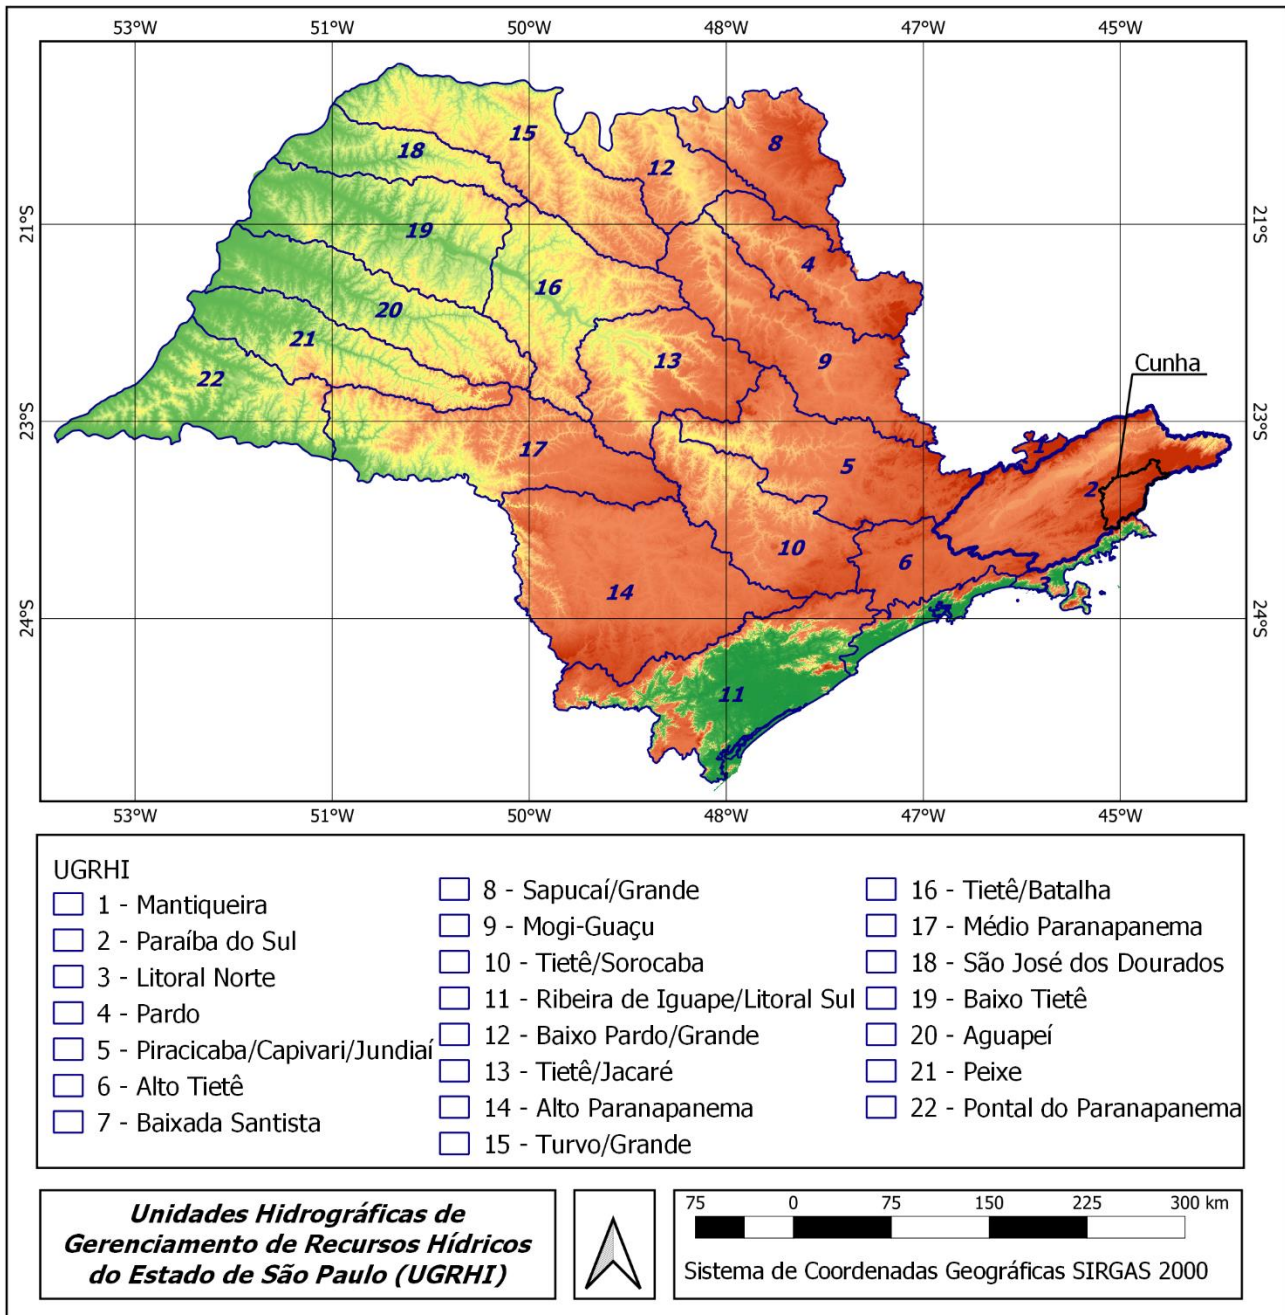 53°W 51°W 50°W 48°W 47°W 45°W
15
8
18
12
21°S 21°S
19
4
16
20
21
13
9
22
Cunha
23°S 23°S
17
1
5
2
10
6
14
3
24°S 24°S
11
53°W 51°W 50°W 48°W 47°W 45°W
UGRHI
1 - Mantiqueira
2 - Paraíba do Sul
3 - Litoral Norte
4 - Pardo
5 - Piracicaba/Capivari/Jundiaí
6 - Alto Tietê
7 - Baixada Santista
8 - Sapucaí/Grande
9 - Mogi-Guaçu
10 - Tietê/Sorocaba
11 - Ribeira de Iguape/Litoral Sul
12 - Baixo Pardo/Grande
13 - Tietê/Jacaré
14 - Alto Paranapanema
15 - Turvo/Grande
16 - Tietê/Batalha
17 - Médio Paranapanema
18 - São José dos Dourados
19 - Baixo Tietê
20 - Aguapeí
21 - Peixe
22 - Pontal do Paranapanema
Unidades Hidrográficas de
Gerenciamento de Recursos Hídricos
do Estado de São Paulo (UGRHI)
75 0 75 150 225 300 km
Sistema de Coordenadas Geográficas SIRGAS 2000